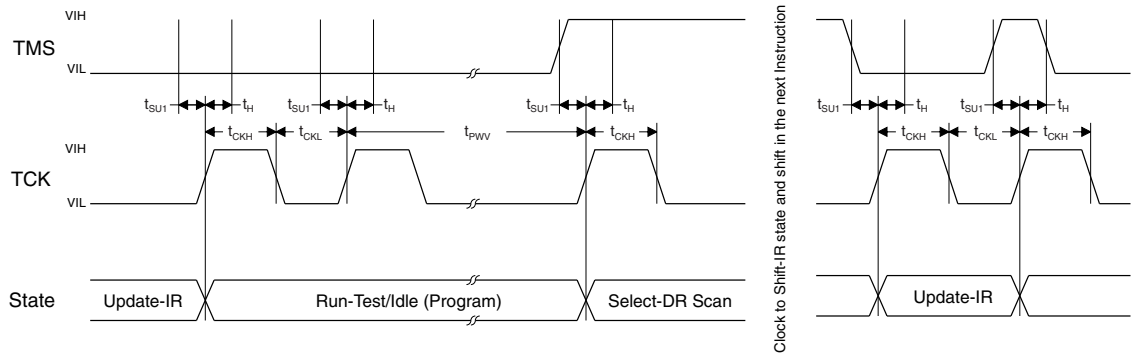 VIH
TMS
VIL
tSU1 tH tSU1 tH tSU1 tH tSU1 tH tSU1 tH
tCKH tCKL tPWV tCKH tCKH tCKL tCKH
VIH
TCK
VIL
State Update-IR Run-Test/Idle (Program) Select-DR Scan Update-IR
Clock to Shift-IR state and shift in the next Instruction